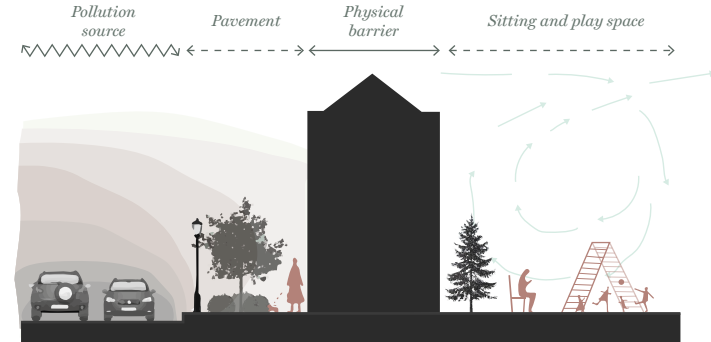 Pollution
source
Pavement
Physical
barrier
Sitting and play space